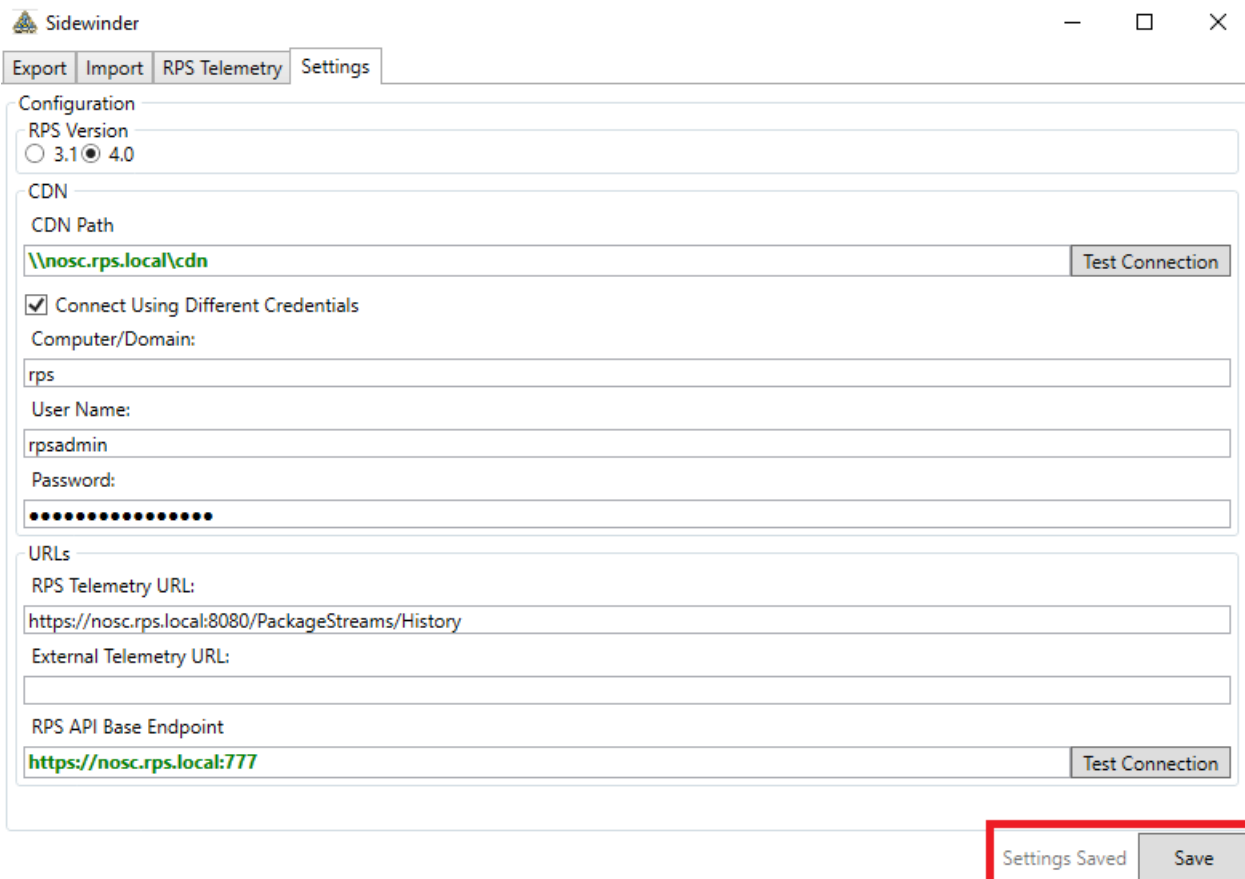 Sidewinder
Export Import RPS Telemetry Settings
Configuration
RPS Version
3.1 4.0
CDN
CDN Path
\\nosc.rps.local\cdn Test Connection
Connect Using Different Credentials
Computer/Domain:
rps
User Name:
rpsadmin
Password:
●●●●●●●●●●●●●●●●
URLs
RPS Telemetry URL:
https://nosc.rps.local:8080/PackageStreams/History
External Telemetry URL:
RPS API Base Endpoint
https://nosc.rps.local:777 Test Connection
Settings Saved Save